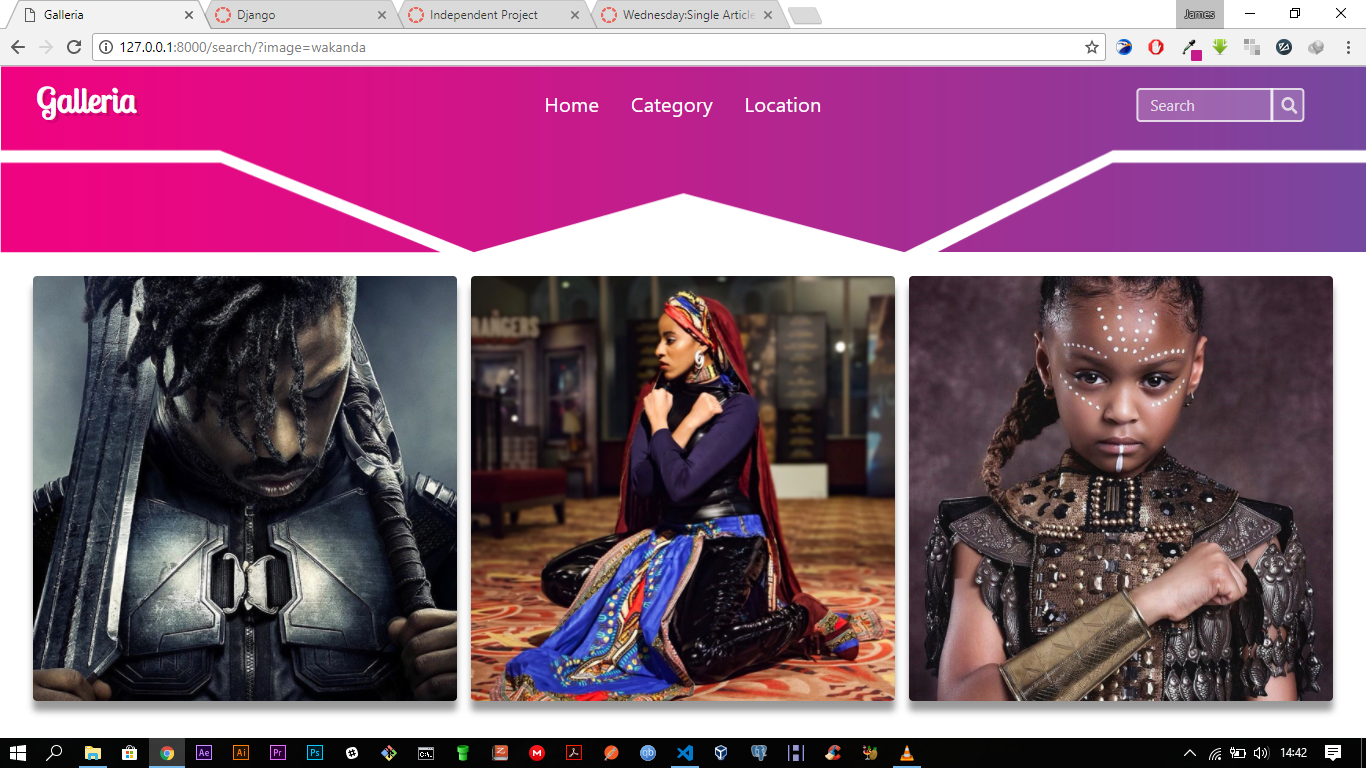 Galleria
Django
Independent Project
Wednesday:Single Article
James
127.0.0.1:8000/search/?image=wakanda
Galleria
Home
Category
Location
Search
RANGERS
Ae
Ai
Pr
Ps
14:42